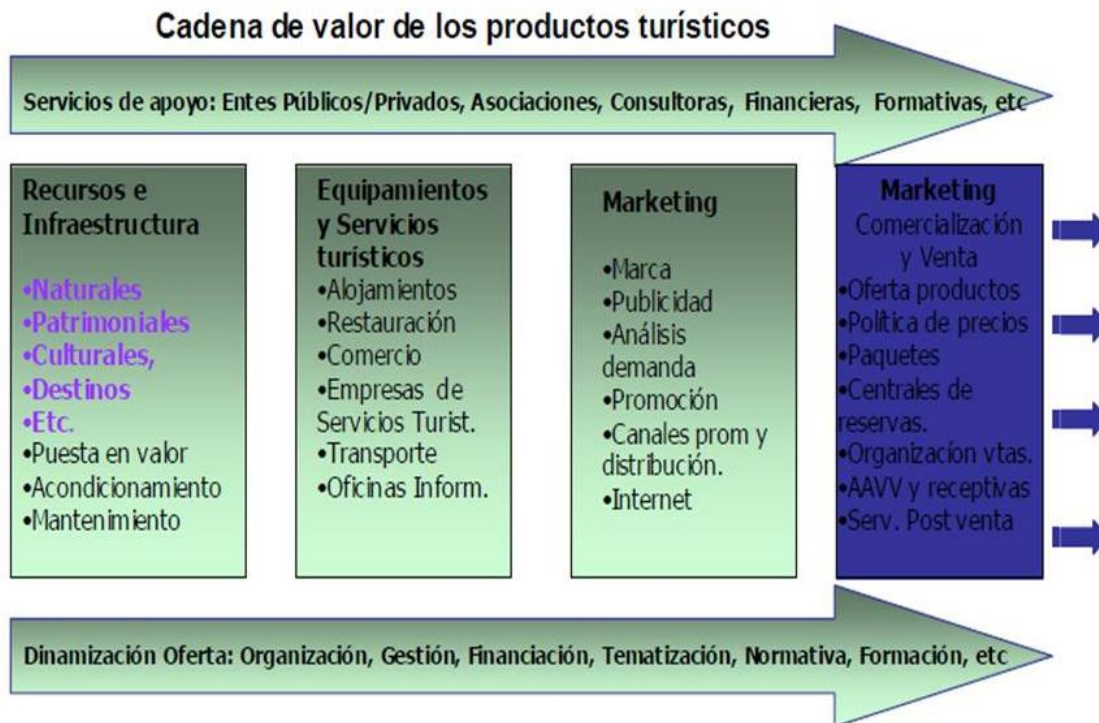 Cadena de valor de los productos turísticos
Servicios de apoyo: Entes Públicos/Privados, Asociaciones, Consultoras, Financieras, Formativas, etc
Recursos e
Infraestructura
•Naturales
•Patrimoniales
•Culturales,
•Destinos
•Etc.
•Puesta en valor
•Acondicionamiento
•Mantenimiento
Equipamientos
y Servicios
turísticos
•Alojamientos
•Restauración
•Comercio
•Empresas de
Servicios Turist.
•Transporte
•Oficinas Inform.
Marketing
•Marca
•Publicidad
•Análisis
demanda
•Promoción
•Canales prom y
distribución.
•Internet
Marketing
Comercialización
y Venta
•Oferta productos
•Política de precios
•Paquetes
•Centrales de
reservas.
•Organización vtas.
•AAVV y receptivas
•Serv. Post venta
Dinamización Oferta: Organización, Gestión, Financiación, Tematización, Normativa, Formación, etc